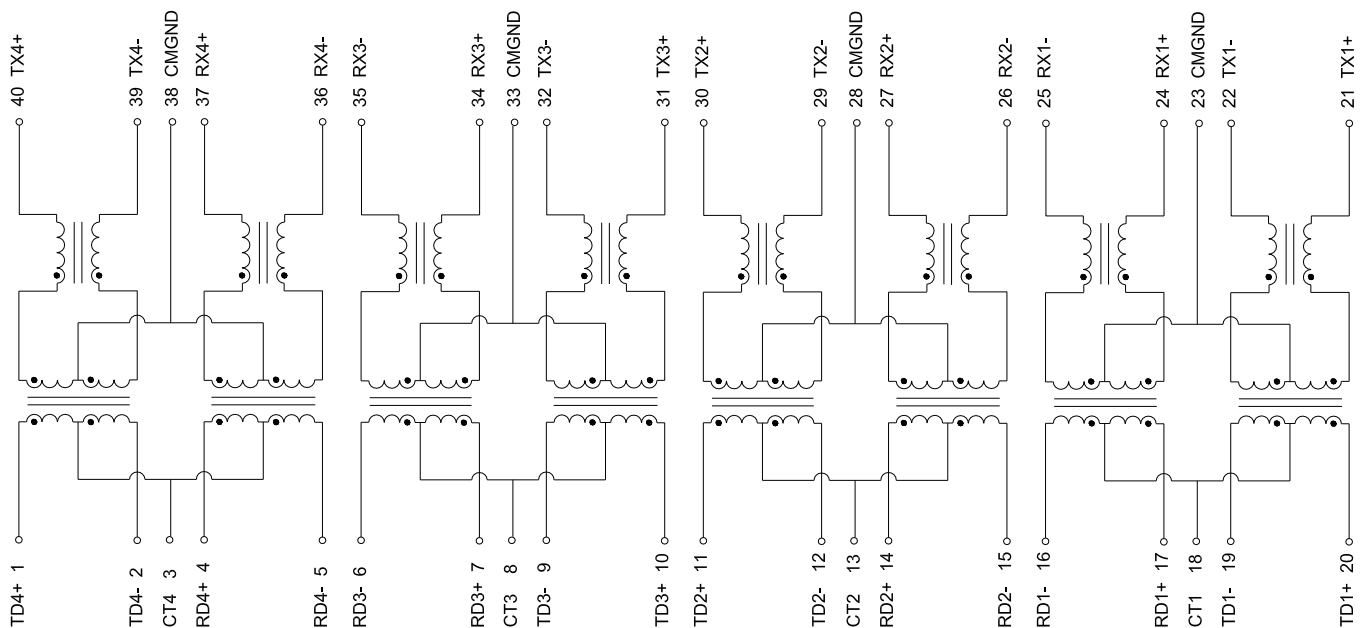 40 TX4+
39 TX4-
38 CMGND
37 RX4+
36 RX4-
35 RX3-
34 RX3+
33 CMGND
32 TX3-
31 TX3+
30 TX2+
29 TX2-
28 CMGND
27 RX2+
26 RX2-
25 RX1-
24 RX1+
23 CMGND
22 TX1-
21 TX1+
TD4+ 1
TD4- 2
CT4 3
RD4+ 4
RD4- 5
RD3- 6
RD3+ 7
CT3 8
TD3- 9
TD3+ 10
TD2+ 11
TD2- 12
CT2 13
RD2+ 14
RD2- 15
RD1- 16
RD1+ 17
CT1 18
TD1- 19
TD1+ 20